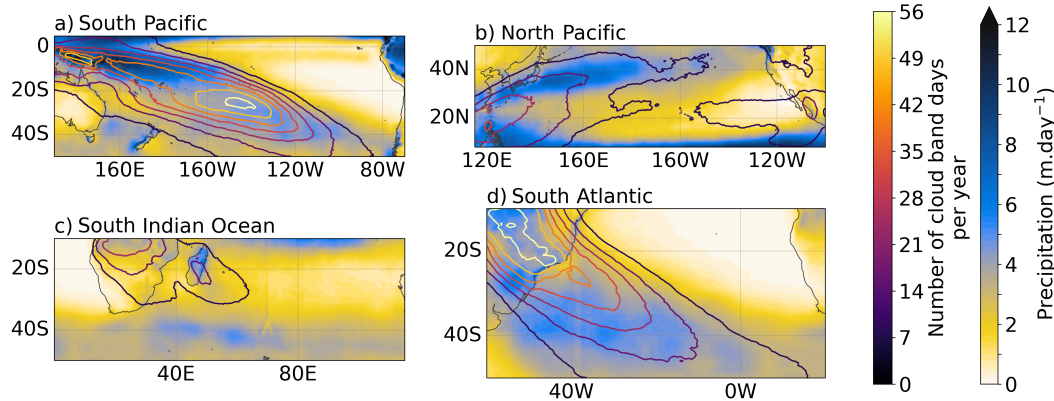 a) South Pacific
0
20S
40S
160E
160W
120W
80W
b) North Pacific
40N
20N
120E
160E
160W
120W
c) South Indian Ocean
20S
40S
40E
80E
d) South Atlantic
20S
40S
40W
0W
56
49
42
35
28
21
14
7
0
Number of cloud band days
per year
12
10
8
6
4
2
0
Precipitation (m.day⁻¹)